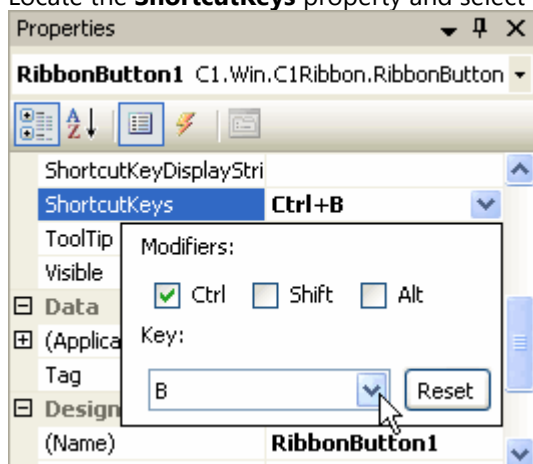 Locate the ShortcutKeys property and select
Properties
RibbonButton1 C1.Win.C1Ribbon.RibbonButton
ShortcutKeyDisplayStri
ShortcutKeys Ctrl+B
ToolTip
Modifiers:
Visible
Ctrl Shift Alt
Data
(Applica
Key:
Tag
B Reset
Design
(Name) RibbonButton1